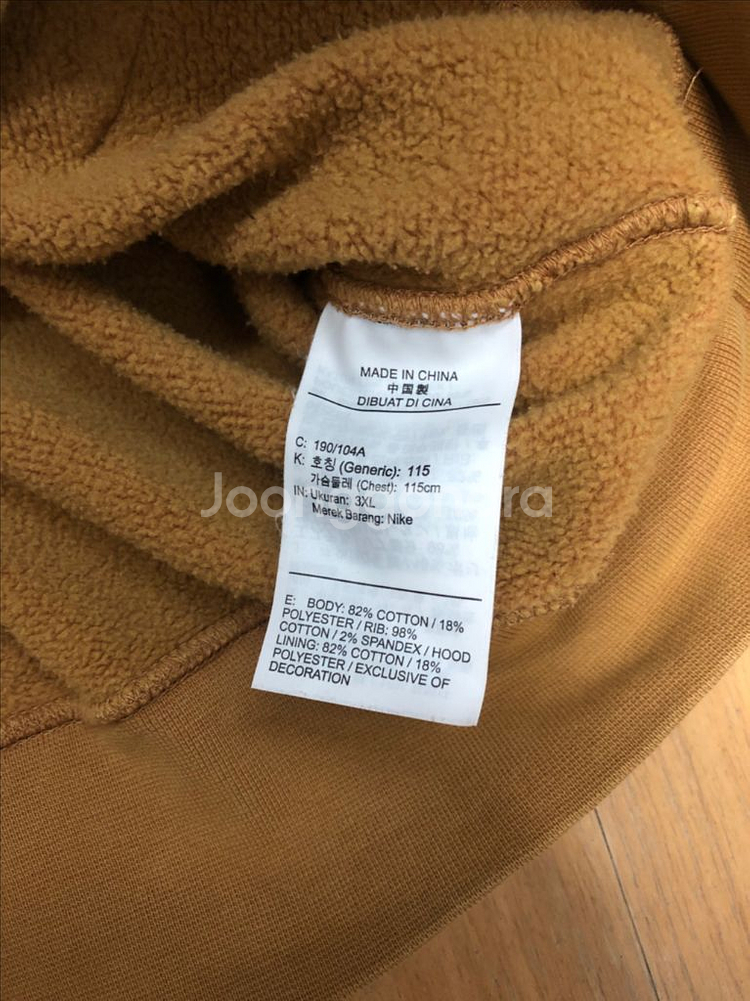 MADE IN CHINA
中国製
DIBUAT DI CINA
C: 190/104A
K: 호칭 (Generic): 115
가슴둘레 (Chest): 115cm
IN: Ukuran: 3XL
Merek Barang: Nike
E: BODY: 82% COTTON / 18%
POLYESTER / RIB: 98%
COTTON / 2% SPANDEX / HOOD
LINING: 82% COTTON / 18%
POLYESTER / EXCLUSIVE OF
DECORATION